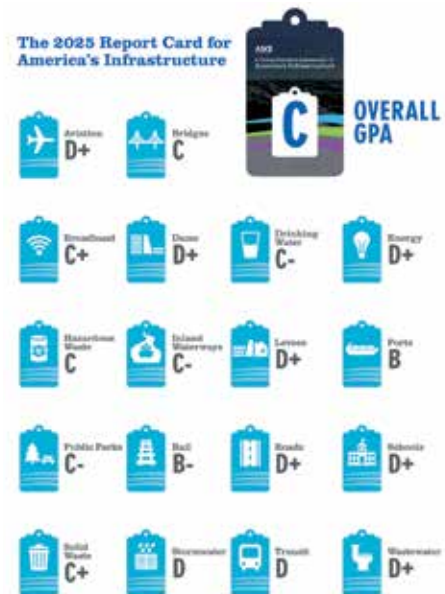 The 2025 Report Card for
America's Infrastructure
C
OVERALL
GPA
Aviation
D+
Bridges
C
Broadband
C+
Dams
D+
Drinking
Water
C-
Energy
D+
Hazardous
Waste
C
Inland
Waterways
C-
Levees
D+
Ports
B
Public Parks
C-
Rail
B-
Roads
D+
Schools
D+
Solid
Waste
C+
Stormwater
D
Transit
D
Wastewater
D+